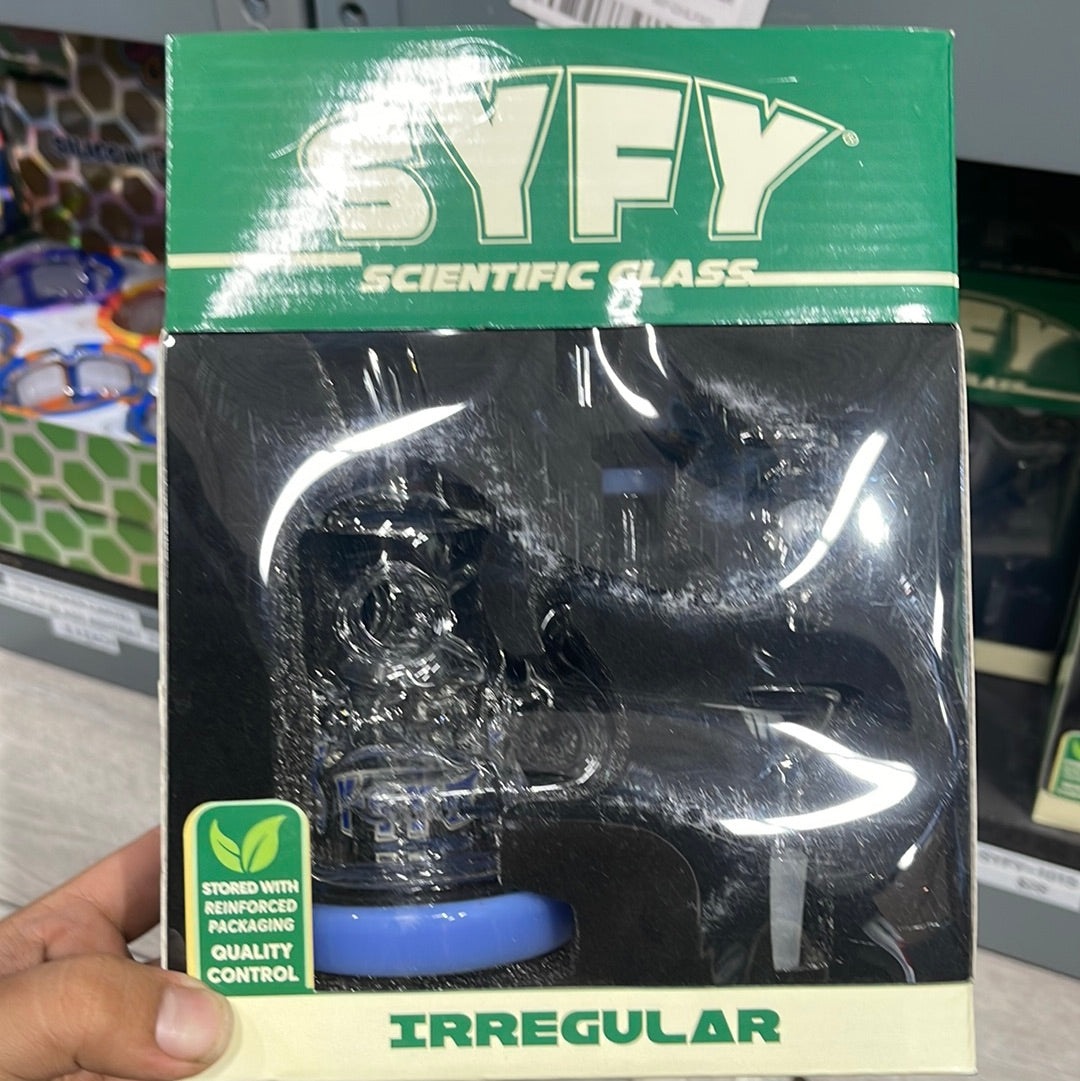 SYFY®
SCIENTIFIC GLASS
STORED WITH
REINFORCED
PACKAGING
QUALITY
CONTROL
IRREGULAR